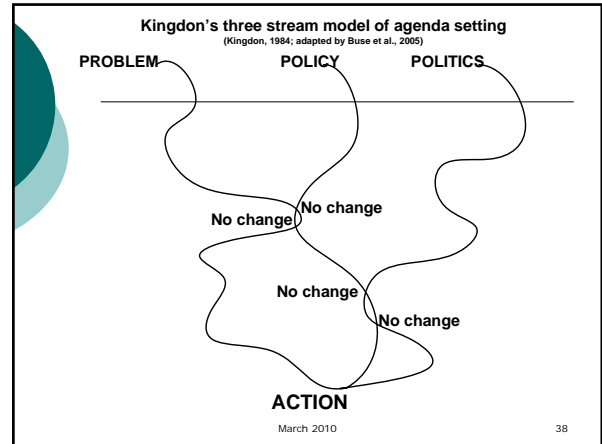 Kingdon's three stream model of agenda setting
(Kingdon, 1984; adapted by Buse et al., 2005)
PROBLEM POLICY POLITICS
No change
No change
No change
No change
ACTION
March 2010 38